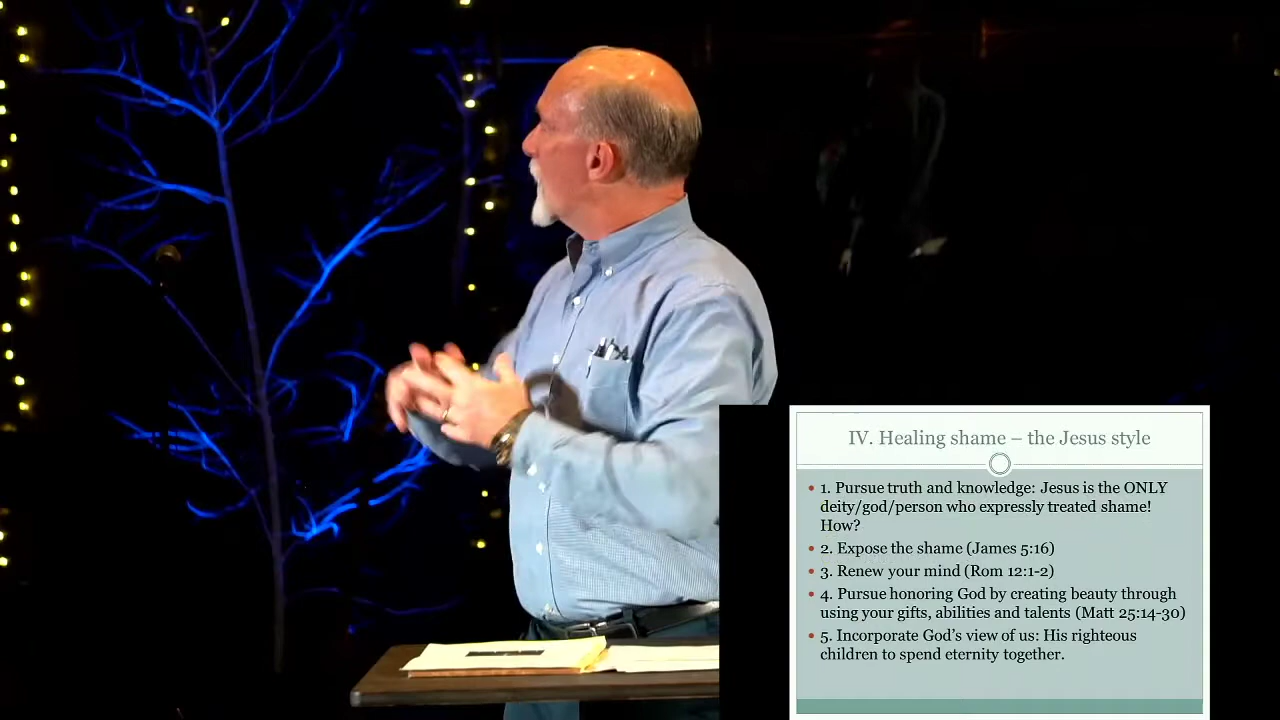 IV. Healing shame – the Jesus style
• 1. Pursue truth and knowledge: Jesus is the ONLY
deity/god/person who expressly treated shame!
How?
• 2. Expose the shame (James 5:16)
• 3. Renew your mind (Rom 12:1-2)
• 4. Pursue honoring God by creating beauty through
using your gifts, abilities and talents (Matt 25:14-30)
• 5. Incorporate God's view of us: His righteous
children to spend eternity together.